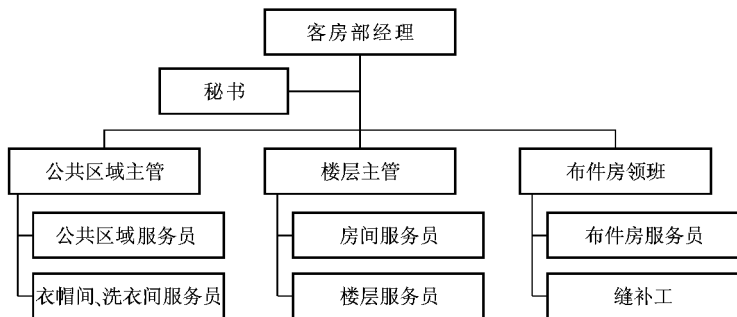 客房部经理
秘书
公共区域主管
楼层主管
布件房领班
公共区域服务员
房间服务员
布件房服务员
衣帽间、洗衣间服务员
楼层服务员
缝补工